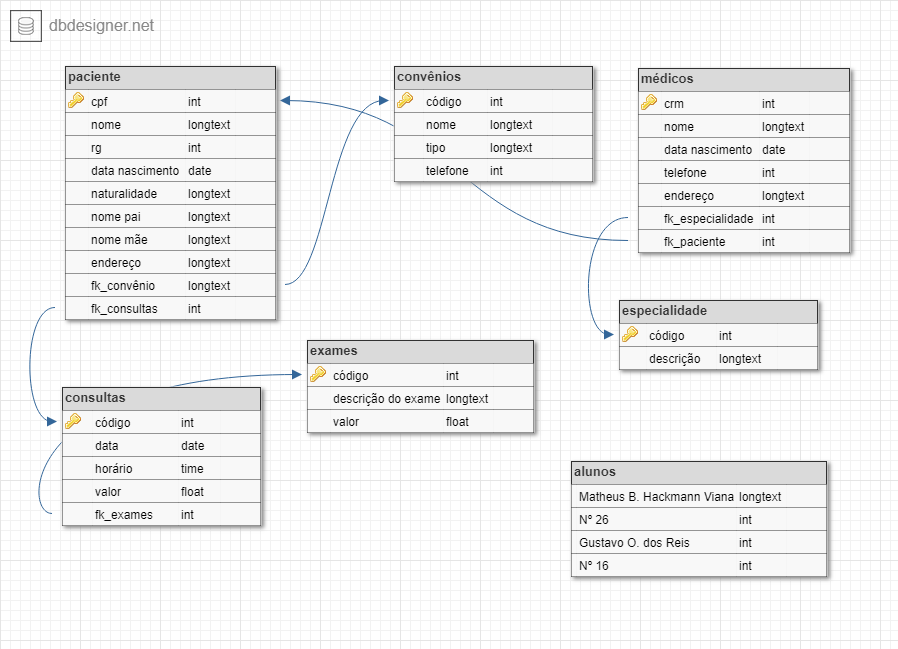 dbdesigner.net
paciente
cpf int
nome longtext
rg int
data nascimento date
naturalidade longtext
nome pai longtext
nome mãe longtext
endereço longtext
fk_convênio longtext
fk_consultas int
convênios
código int
nome longtext
tipo longtext
telefone int
médicos
crm int
nome longtext
data nascimento date
telefone int
endereço longtext
fk_especialidade int
fk_paciente int
especialidade
código int
descrição longtext
exames
código int
descrição do exame longtext
valor float
consultas
código int
data date
horário time
valor float
fk_exames int
alunos
Matheus B. Hackmann Viana longtext
Nº 26 int
Gustavo O. dos Reis int
Nº 16 int